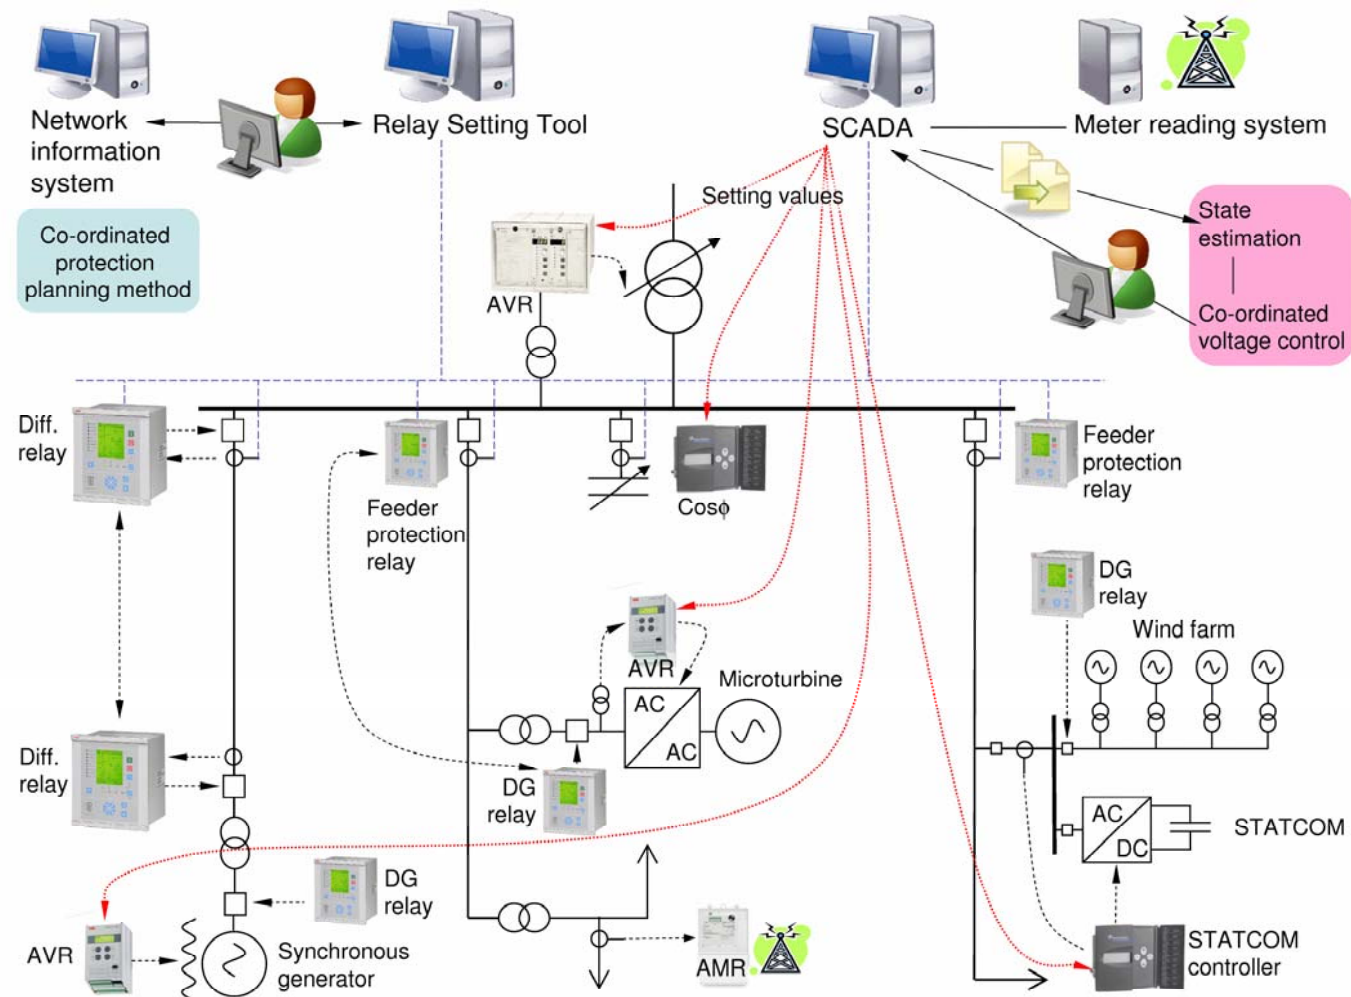 Network
information
system
Relay Setting Tool
SCADA
Meter reading system
Co-ordinated
protection
planning method
Setting values
AVR
State
estimation
Co-ordinated
voltage control
Diff.
relay
Feeder
protection
relay
Cosϕ
Feeder
protection
relay
DG
relay
Wind farm
AVR
Microturbine
AC
AC
Diff.
relay
DG
relay
AC
DC
STATCOM
DG
relay
AVR
Synchronous
generator
AMR
STATCOM
controller